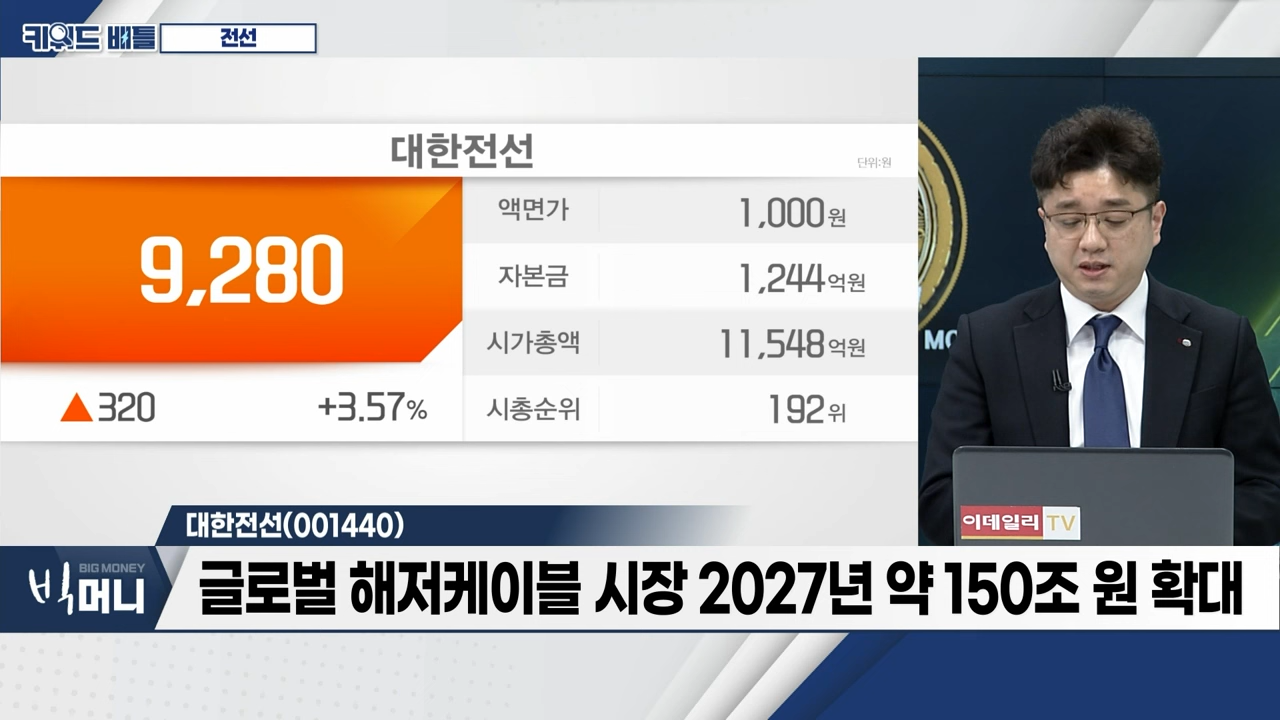 키워드 배틀
전선
대한전선
단위:원
9,280
▲320 +3.57%
액면가 1,000원
자본금 1,244억원
시가총액 11,548억원
시총순위 192위
MO
이데일리TV
대한전선(001440)
BIG MONEY
빅머니
글로벌 해저케이블 시장 2027년 약 150조 원 확대